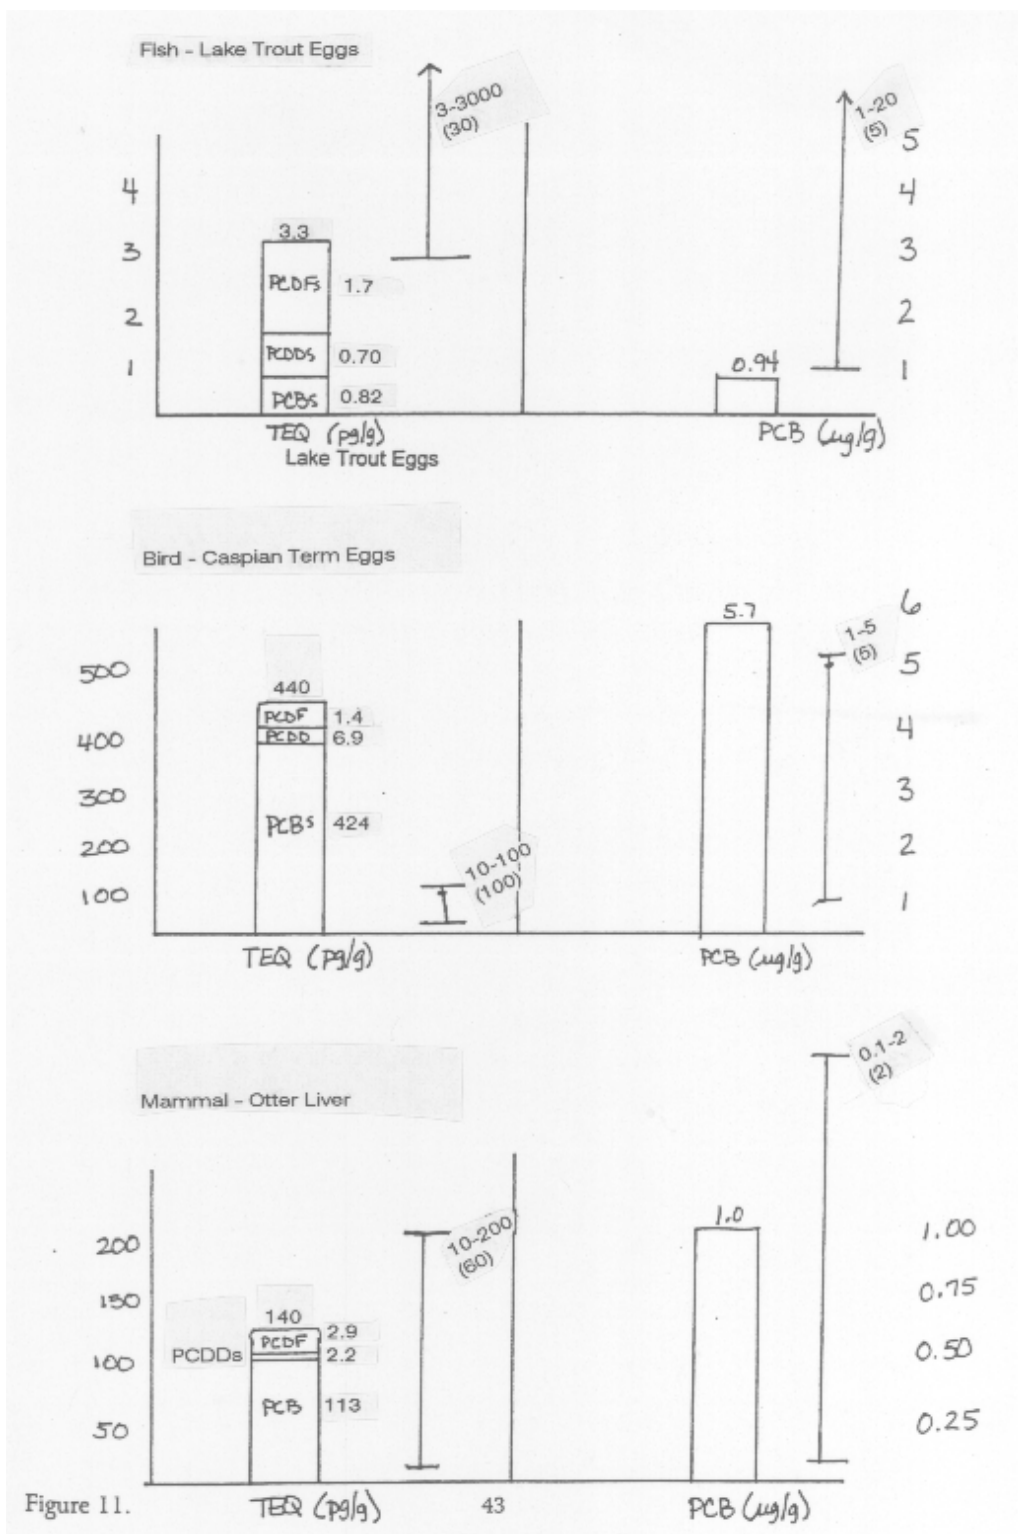 Fish - Lake Trout Eggs
3-3000
(30)
1-20
(5)
5
4
4
3.3
3
3
PCDFs 1.7
2
2
PCDDs 0.70
1
0.94
1
PCBs 0.82
TEQ (pg/g)
PCB (µg/g)
Lake Trout Eggs
Bird - Caspian Term Eggs
6
5.7
1-5
(5)
500
5
440
PCDF 1.4
4
400
PCDD 6.9
300
3
PCBs 424
200
2
10-100
(100)
100
1
TEQ (pg/g)
PCB (µg/g)
0.1-2
(2)
Mammal - Otter Liver
1.0
200
10-200
(60)
1.00
150
0.75
140
PCDF 2.9
PCDDs 2.2
100
0.50
PCB 113
50
0.25
Figure 11.
TEQ (pg/g)
43
PCB (µg/g)